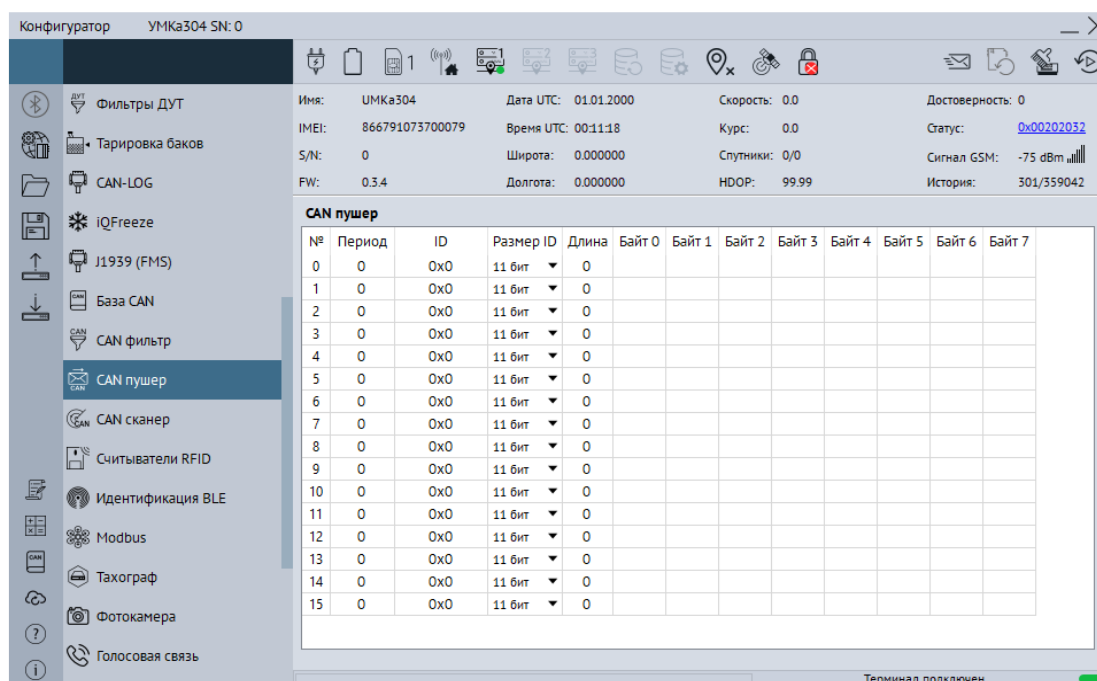 Конфигуратор УМКа304 SN: 0
1 1 2 3
Имя: UMKa304 Дата UTC: 01.01.2000 Скорость: 0.0 Достоверность: 0
IMEI: 866791073700079 Время UTC: 00:11:18 Курс: 0.0 Статус: 0x00202032
S/N: 0 Широта: 0.000000 Спутники: 0/0 Сигнал GSM: -75 dBm
FW: 0.3.4 Долгота: 0.000000 HDOP: 99.99 История: 301/359042
ДУТ Фильтры ДУТ
Тарировка баков
CAN-LOG
iQFreeze
J1939 (FMS)
CAN База CAN
CAN CAN фильтр
CAN CAN пушер
CAN CAN сканер
Считыватели RFID
Идентификация BLE
Modbus
CAN
Тахограф
Фотокамера
Голосовая связь
CAN пушер
№ Период ID Размер ID Длина Байт 0 Байт 1 Байт 2 Байт 3 Байт 4 Байт 5 Байт 6 Байт 7
0 0 0x0 11 бит 0
1 0 0x0 11 бит 0
2 0 0x0 11 бит 0
3 0 0x0 11 бит 0
4 0 0x0 11 бит 0
5 0 0x0 11 бит 0
6 0 0x0 11 бит 0
7 0 0x0 11 бит 0
8 0 0x0 11 бит 0
9 0 0x0 11 бит 0
10 0 0x0 11 бит 0
11 0 0x0 11 бит 0
12 0 0x0 11 бит 0
13 0 0x0 11 бит 0
14 0 0x0 11 бит 0
15 0 0x0 11 бит 0
Терминал подключен